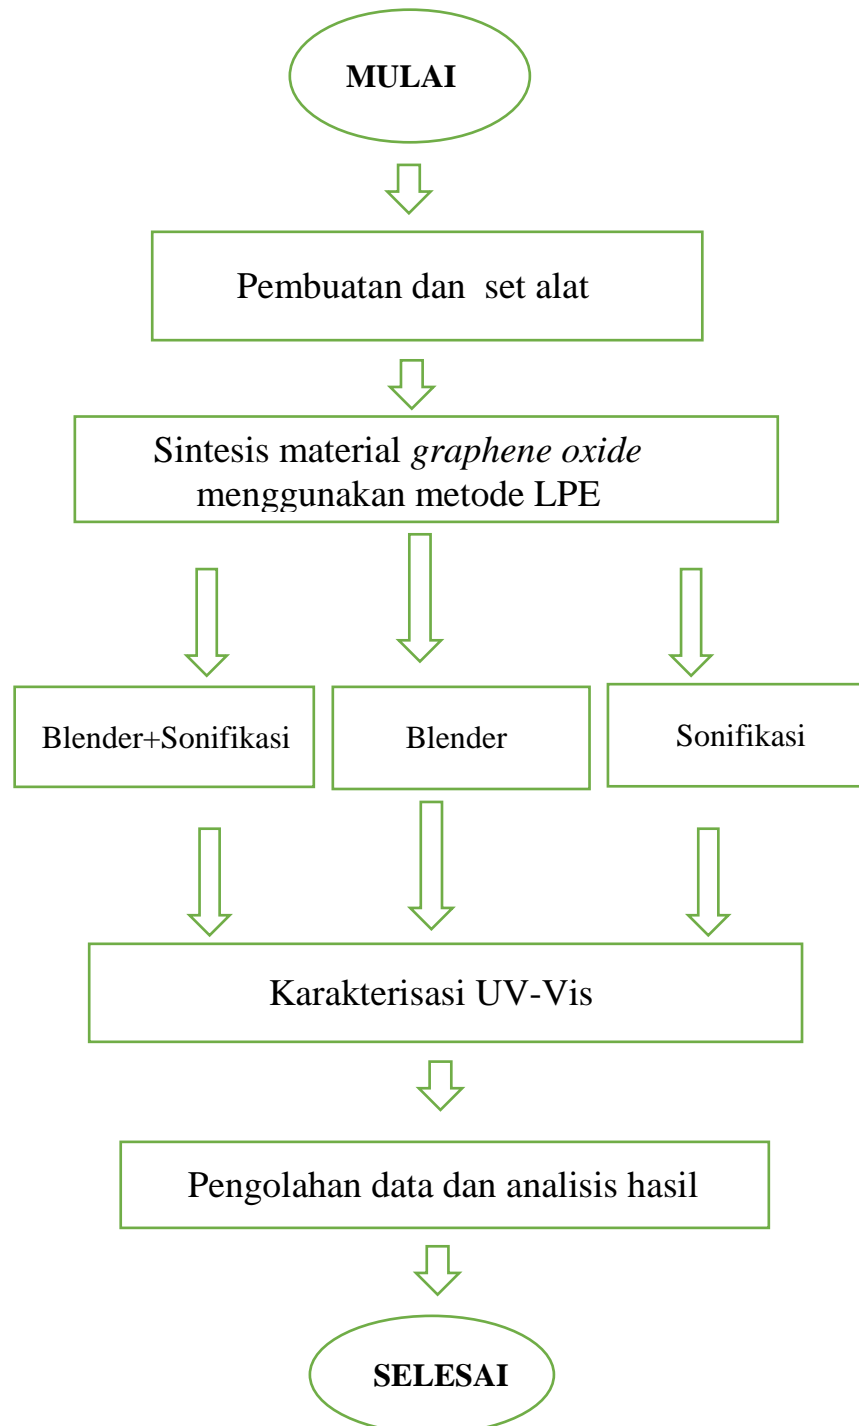 MULAI
Pembuatan dan set alat
Sintesis material graphene oxide
menggunakan metode LPE
Blender+Sonifikasi
Blender
Sonifikasi
Karakterisasi UV-Vis
Pengolahan data dan analisis hasil
SELESAI